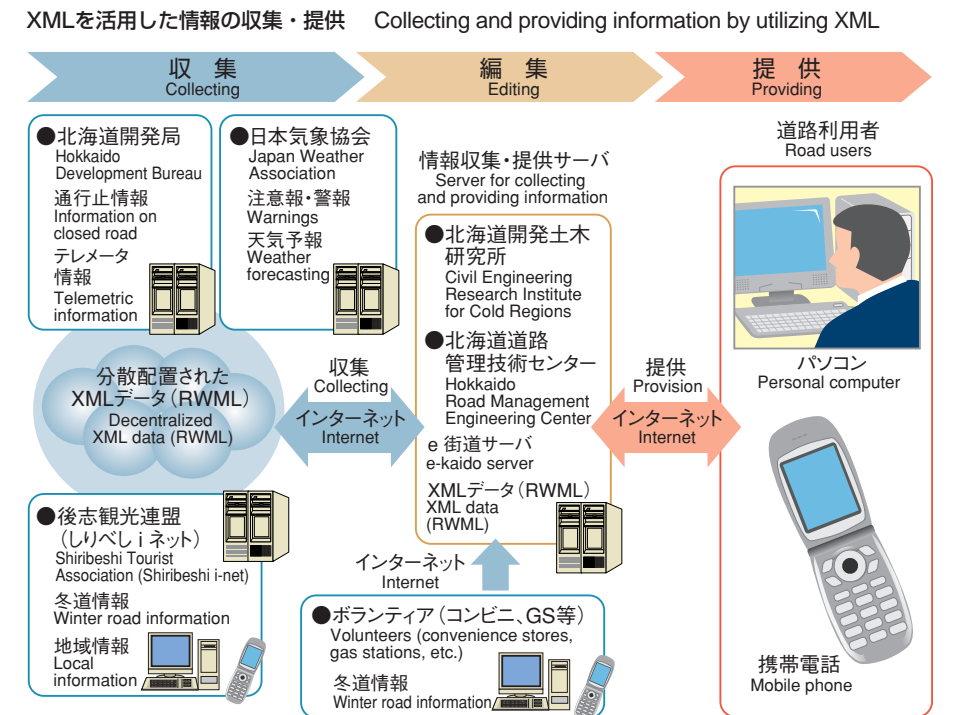 XMLを活用した情報の収集・提供 Collecting and providing information by utilizing XML
収 集
Collecting
編 集
Editing
提 供
Providing
●北海道開発局
Hokkaido
Development Bureau
通行止情報
Information on
closed road
テレメータ
情報
Telemetric
information
●日本気象協会
Japan Weather
Association
注意報・警報
Warnings
天気予報
Weather
forecasting
分散配置された
XMLデータ（RWML）
Decentralized
XML data (RWML)
●後志観光連盟
（しりべしｉネット）
Shiribeshi Tourist
Association (Shiribeshi i-net)
冬道情報
Winter road information
地域情報
Local
information
収集
Collecting
インターネット
Internet
情報収集・提供サーバ
Server for collecting
and providing information
●北海道開発土木
研究所
Civil Engineering
Research Institute
for Cold Regions
●北海道道路
管理技術センター
Hokkaido
Road Management
Engineering Center
e 街道サーバ
e-kaido server
XMLデータ（RWML）
XML data
(RWML)
インターネット
Internet
●ボランティア（コンビニ、GS等）
Volunteers (convenience stores,
gas stations, etc.)
冬道情報
Winter road information
提供
Provision
インターネット
Internet
道路利用者
Road users
パソコン
Personal computer
携帯電話
Mobile phone